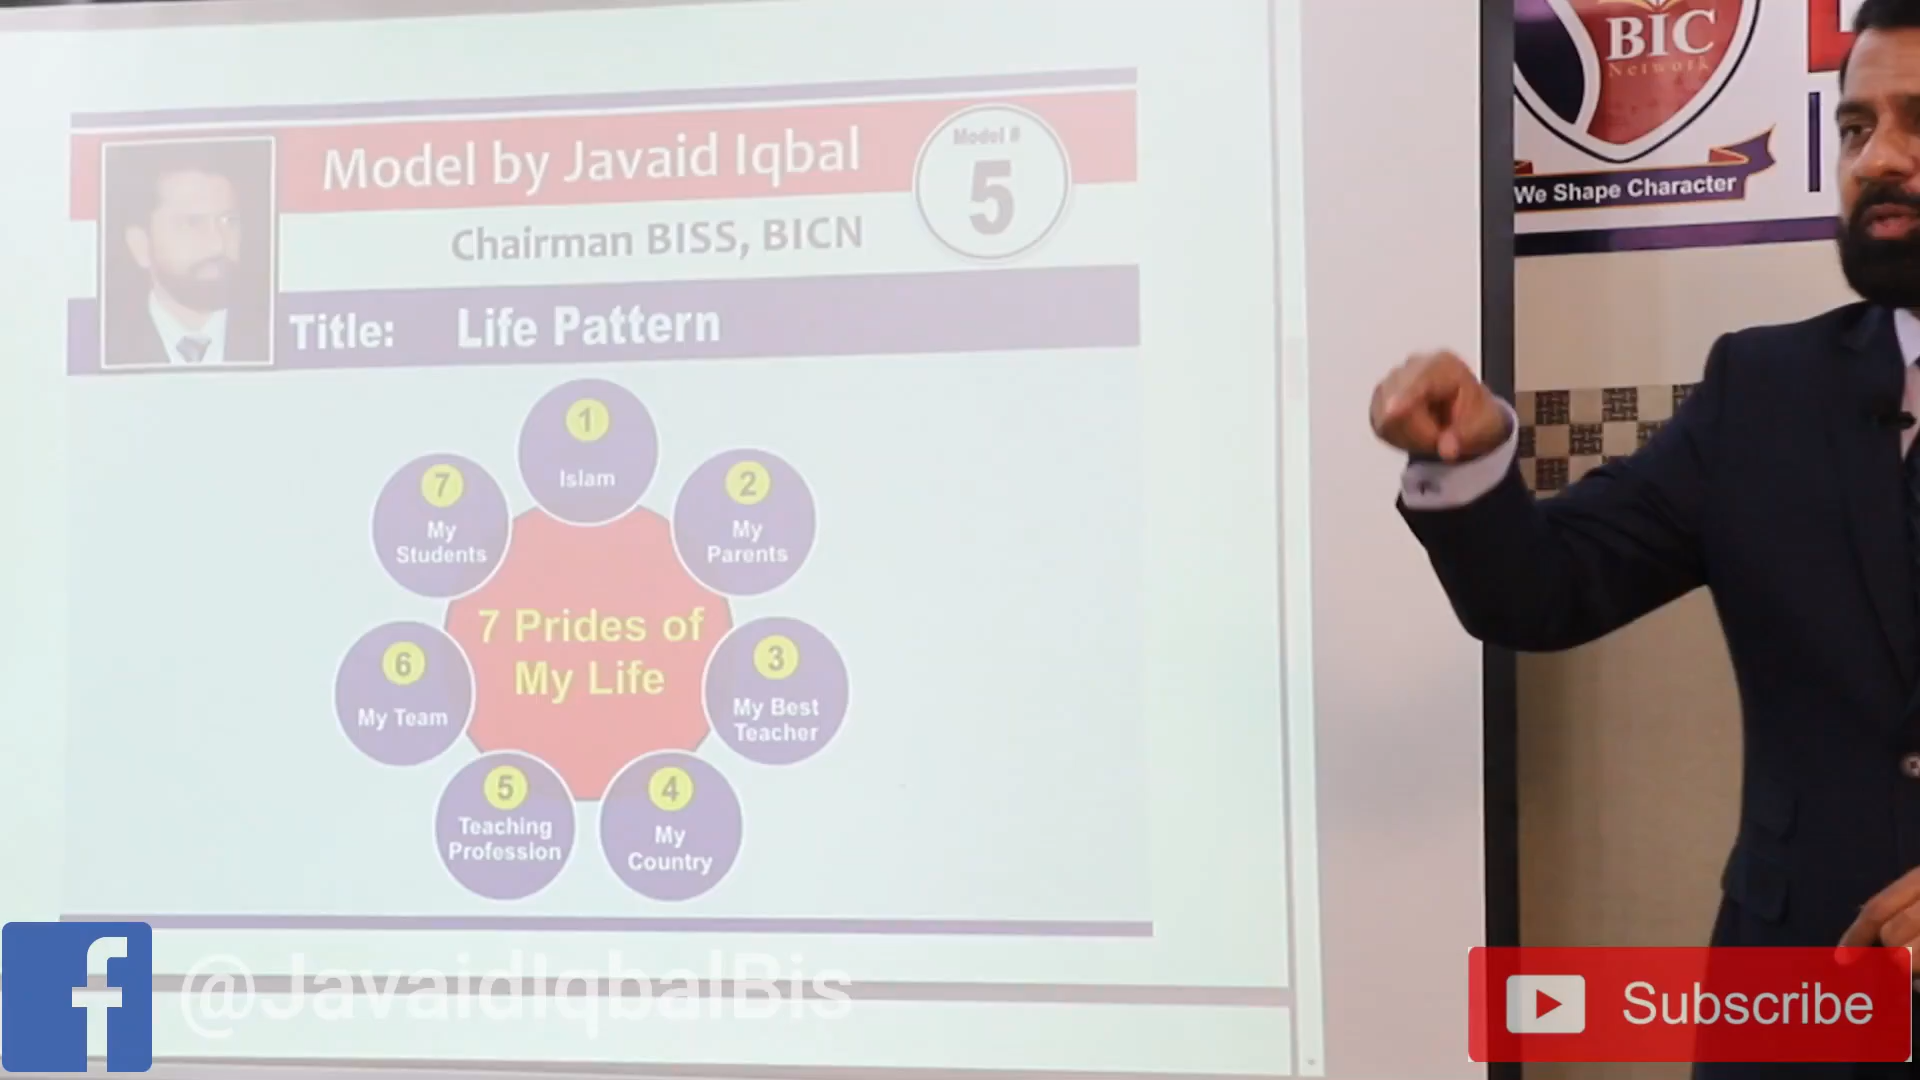 BIC
Network
We Shape Character
Model by Javaid Iqbal
Model #
5
Chairman BISS, BICN
Title: Life Pattern
1
Islam
2
My
Parents
3
My Best
Teacher
4
My
Country
5
Teaching
Profession
6
My Team
7
My
Students
7 Prides of
My Life
@JavaidIqbalBis
Subscribe